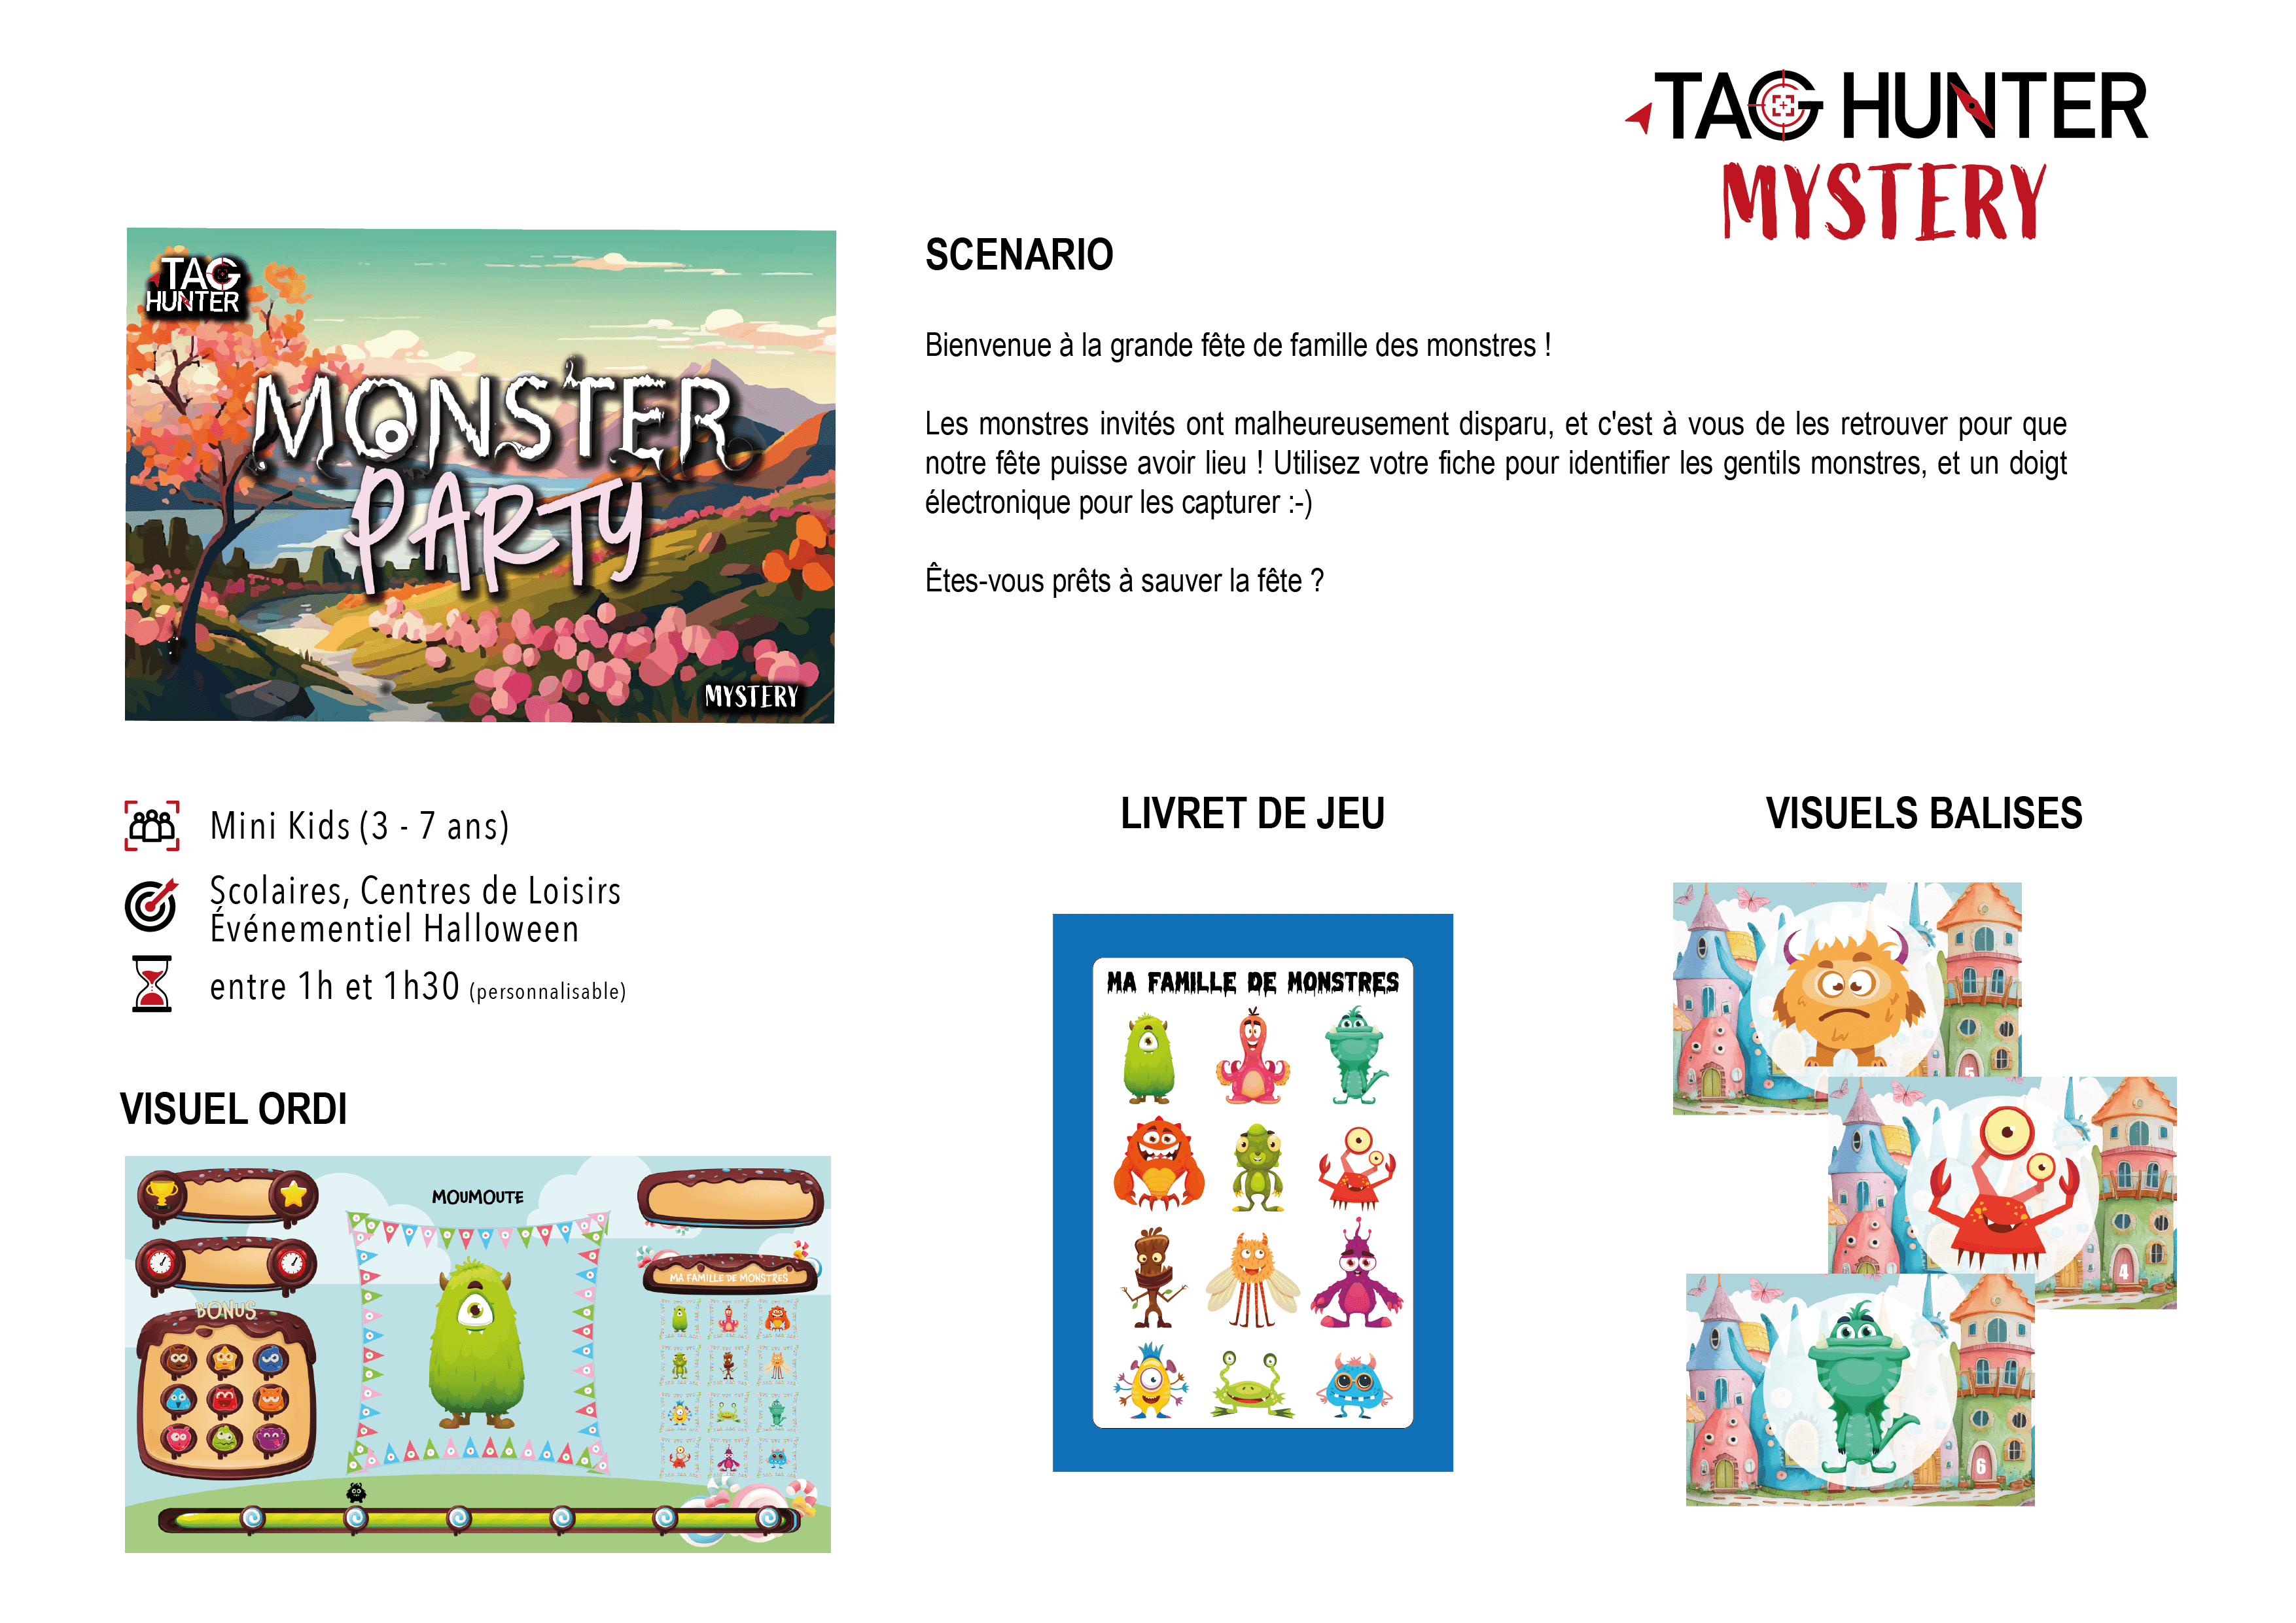 TAG HUNTER
MYSTERY
TAG
HUNTER
MONSTER
PARTY
MYSTERY
SCENARIO
Bienvenue à la grande fête de famille des monstres !
Les monstres invités ont malheureusement disparu, et c'est à vous de les retrouver pour que
notre fête puisse avoir lieu ! Utilisez votre fiche pour identifier les gentils monstres, et un doigt
électronique pour les capturer :-)
Êtes-vous prêts à sauver la fête ?
Mini Kids (3 - 7 ans)
Scolaires, Centres de Loisirs
Événementiel Halloween
entre 1h et 1h30 (personnalisable)
VISUEL ORDI
MOUMOUTE
BONUS
MA FAMILLE DE MONSTRES
LIVRET DE JEU
MA FAMILLE DE MONSTRES
VISUELS BALISES
5
4
6